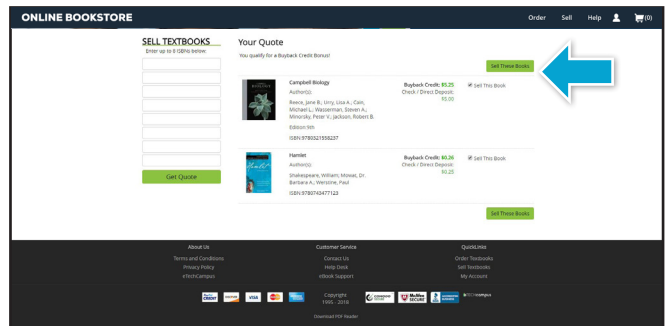 ONLINE BOOKSTORE
Order Sell Help (0)
SELL TEXTBOOKS
Enter up to 8 ISBNs below.
Get Quote
Your Quote
You qualify for a Buyback Credit Bonus!
Sell These Books
Campbell Biology
Author(s):
Reece, Jane B., Urry, Lisa A., Cain,
Michael L., Wasserman, Steven A.,
Minorsky, Peter V., Jackson, Robert B.
Edition: 9th
ISBN:9780321558237
Buyback Credit: $5.25
Check / Direct Deposit:
$5.00
Sell This Book
Hamlet
Author(s):
Shakespeare, William; Mowat, Dr.
Barbara A.; Werstine, Paul
ISBN:9780743477123
Buyback Credit: $0.26
Check / Direct Deposit:
$0.25
Sell This Book
Sell These Books
About Us
Terms and Conditions
Privacy Policy
eTechCampus
Customer Service
Contact Us
Help Desk
eBook Support
QuickLinks
Order Textbooks
Sell Textbooks
My Account
VISA
Copyright
1995 - 2018
McAfee
SECURE
Download PDF Reader